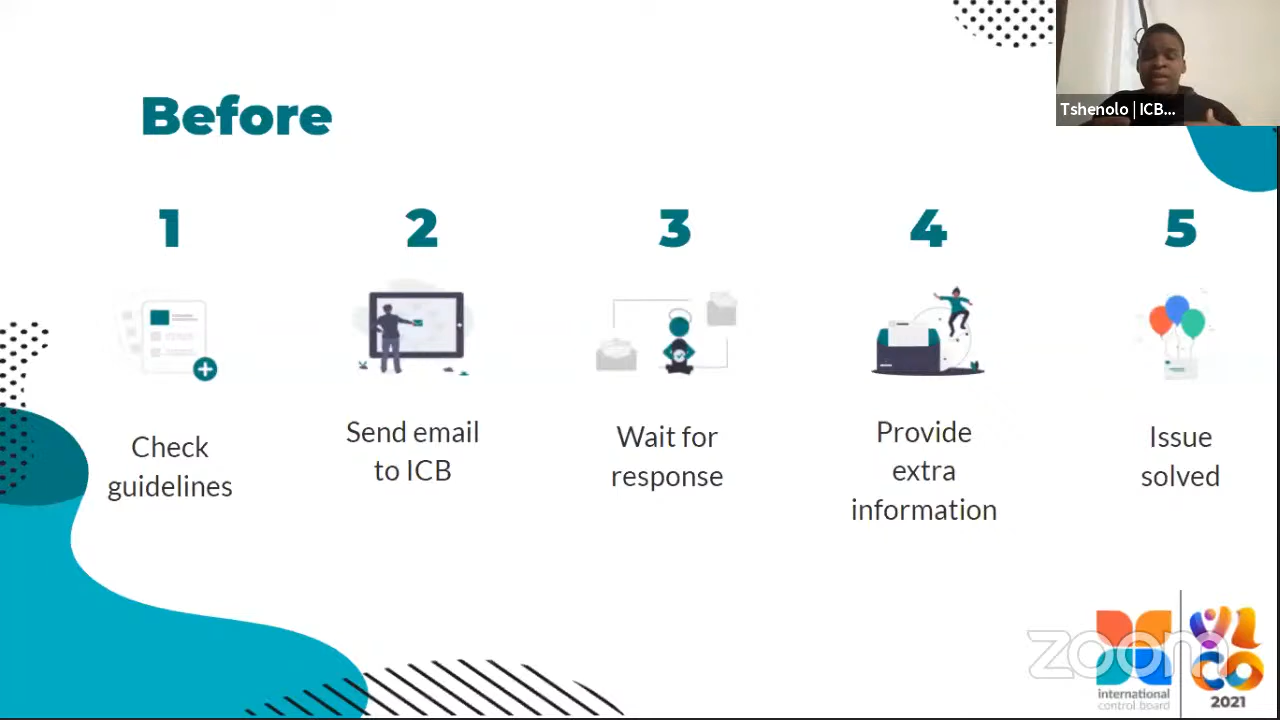 Before
Tshenolo | ICB...
1
2
3
4
5
Check
guidelines
Send email
to ICB
Wait for
response
Provide
extra
information
Issue
solved
zoom
international
control board
YILCO
2021